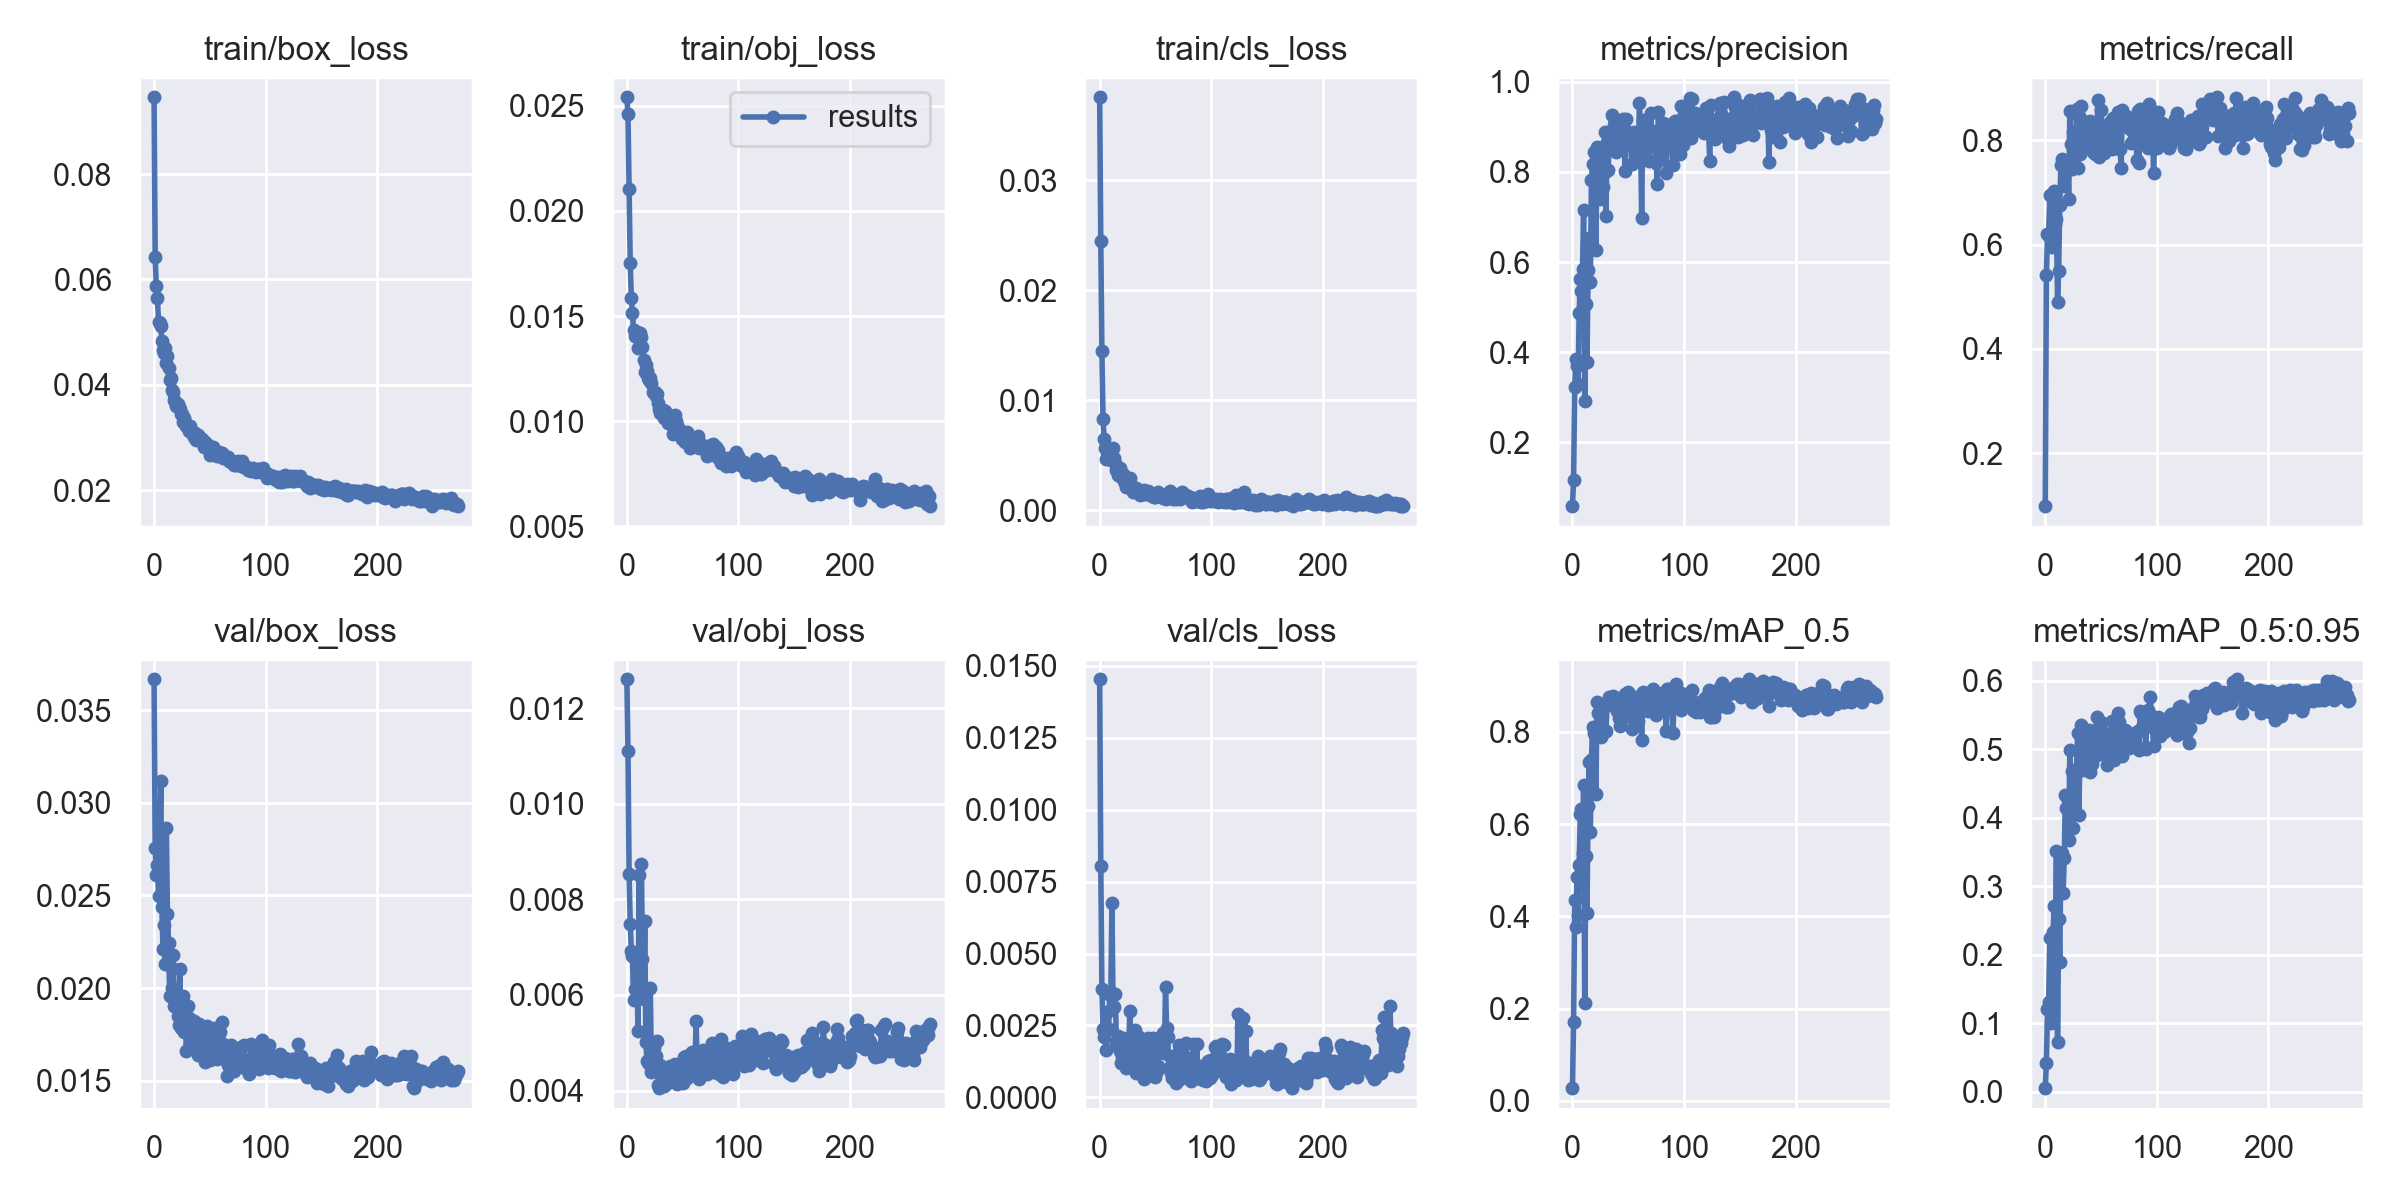 train/box_loss
0.08
0.06
0.04
0.02
0 100 200
train/obj_loss
results
0.025
0.020
0.015
0.010
0.005
0 100 200
train/cls_loss
0.03
0.02
0.01
0.00
0 100 200
metrics/precision
1.0
0.8
0.6
0.4
0.2
0 100 200
metrics/recall
0.8
0.6
0.4
0.2
0 100 200
val/box_loss
0.035
0.030
0.025
0.020
0.015
0 100 200
val/obj_loss
0.012
0.010
0.008
0.006
0.004
0 100 200
val/cls_loss
0.0150
0.0125
0.0100
0.0075
0.0050
0.0025
0.0000
0 100 200
metrics/mAP_0.5
0.8
0.6
0.4
0.2
0.0
0 100 200
metrics/mAP_0.5:0.95
0.6
0.5
0.4
0.3
0.2
0.1
0.0
0 100 200